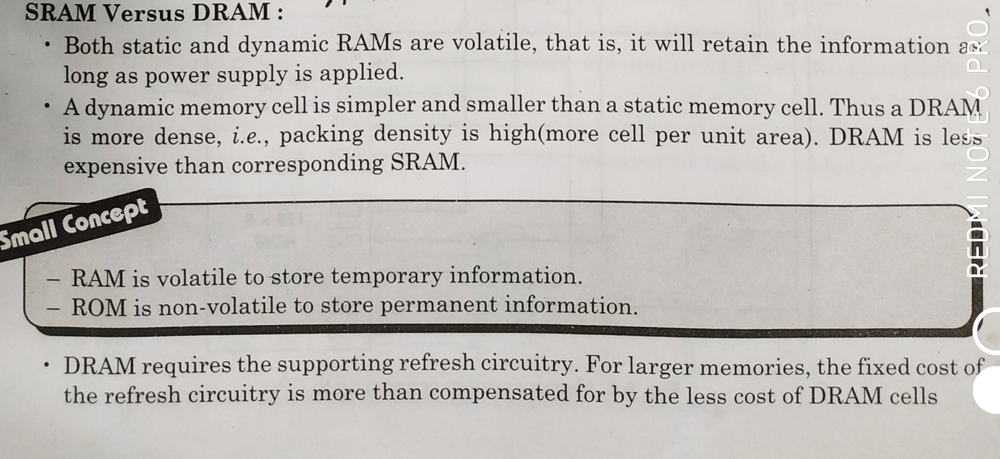 SRAM Versus DRAM :
• Both static and dynamic RAMs are volatile, that is, it will retain the information as
long as power supply is applied.
• A dynamic memory cell is simpler and smaller than a static memory cell. Thus a DRAM
is more dense, i.e., packing density is high(more cell per unit area). DRAM is less
expensive than corresponding SRAM.
Small Concept
– RAM is volatile to store temporary information.
– ROM is non-volatile to store permanent information.
• DRAM requires the supporting refresh circuitry. For larger memories, the fixed cost of
the refresh circuitry is more than compensated for by the less cost of DRAM cells
REDMI NOTE 6 PRO